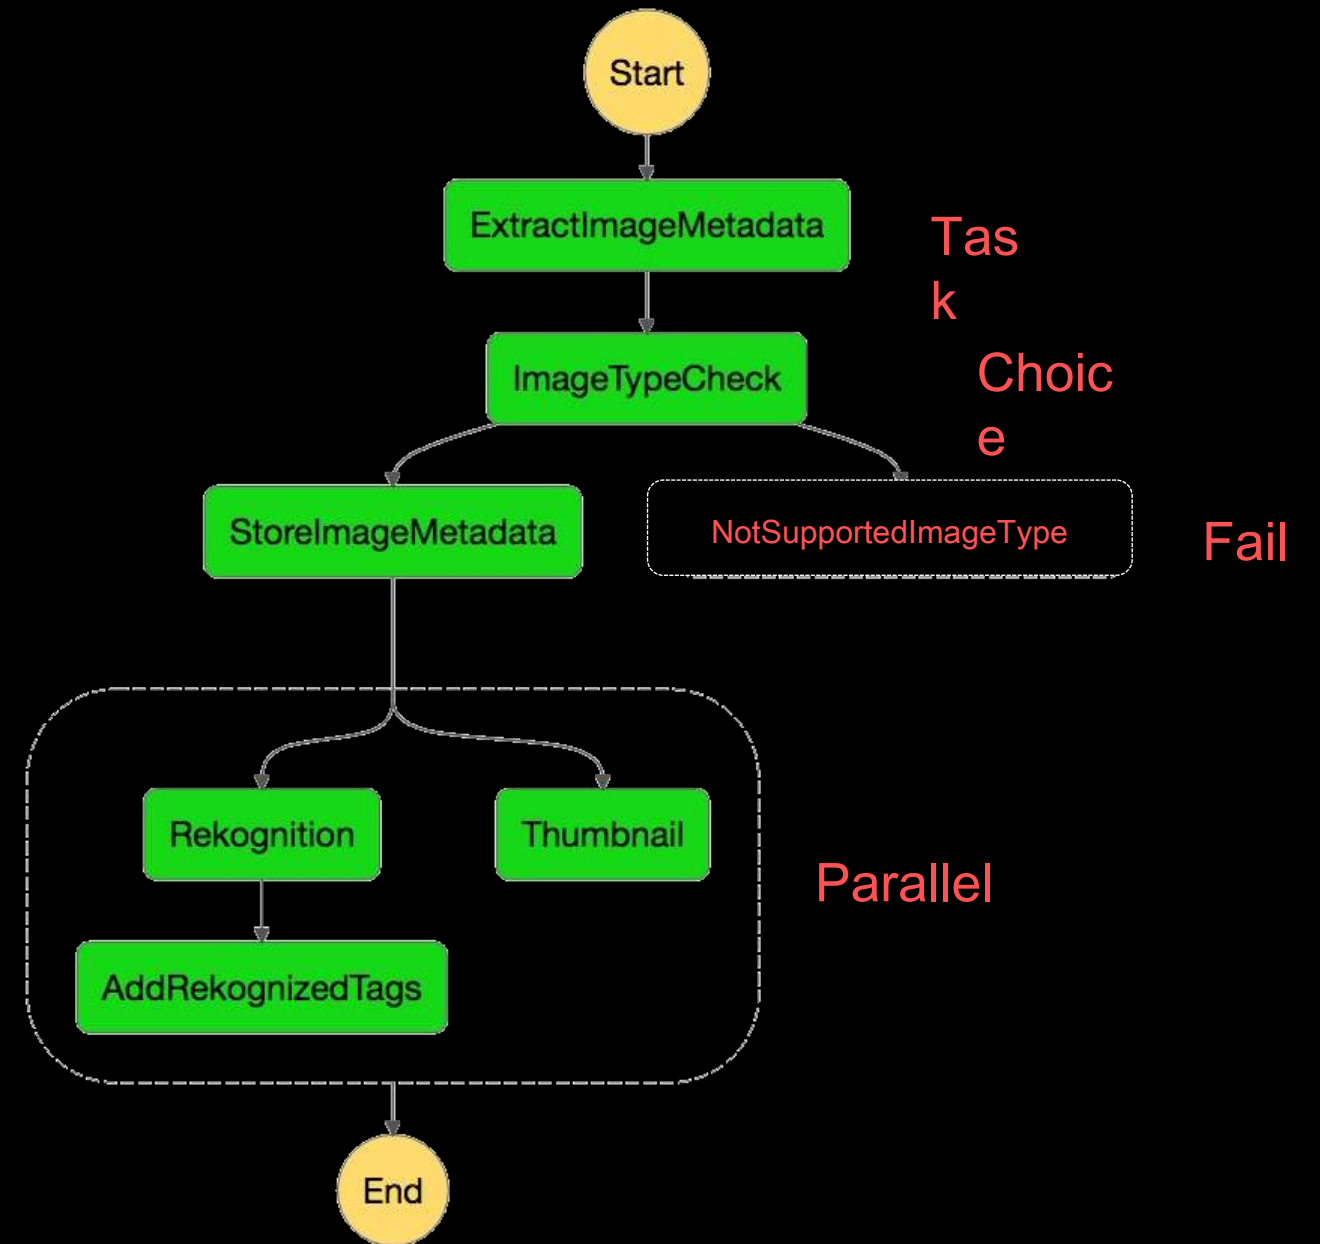 Start
ExtractImageMetadata
Tas
k
ImageTypeCheck
Choic
e
StoreImageMetadata
NotSupportedImageType
Fail
Rekognition
Thumbnail
Parallel
AddRekognizedTags
End